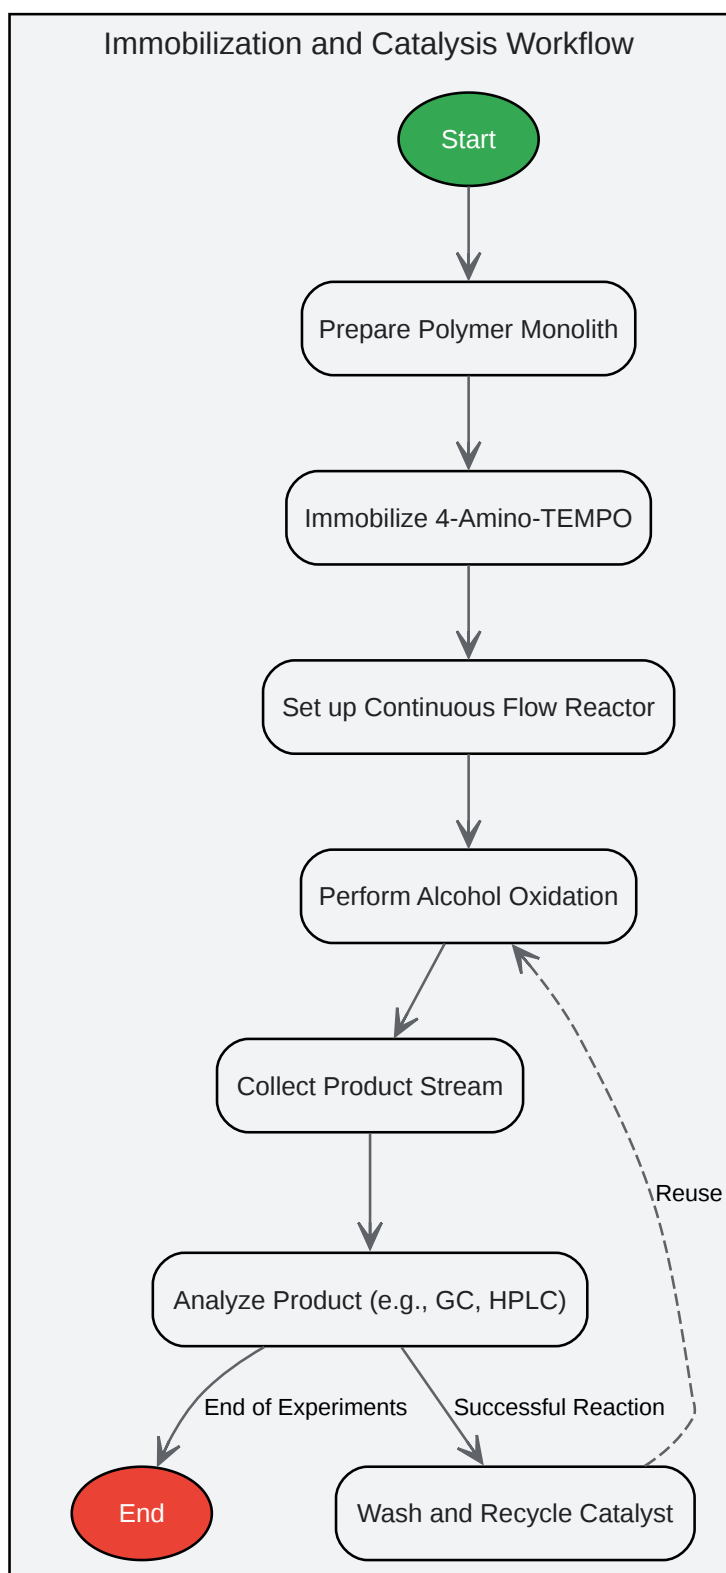 Immobilization and Catalysis Workflow
Start
Prepare Polymer Monolith
Immobilize 4-Amino-TEMPO
Set up Continuous Flow Reactor
Perform Alcohol Oxidation
Collect Product Stream
Reuse
Analyze Product (e.g., GC, HPLC)
End of Experiments
Successful Reaction
End
Wash and Recycle Catalyst